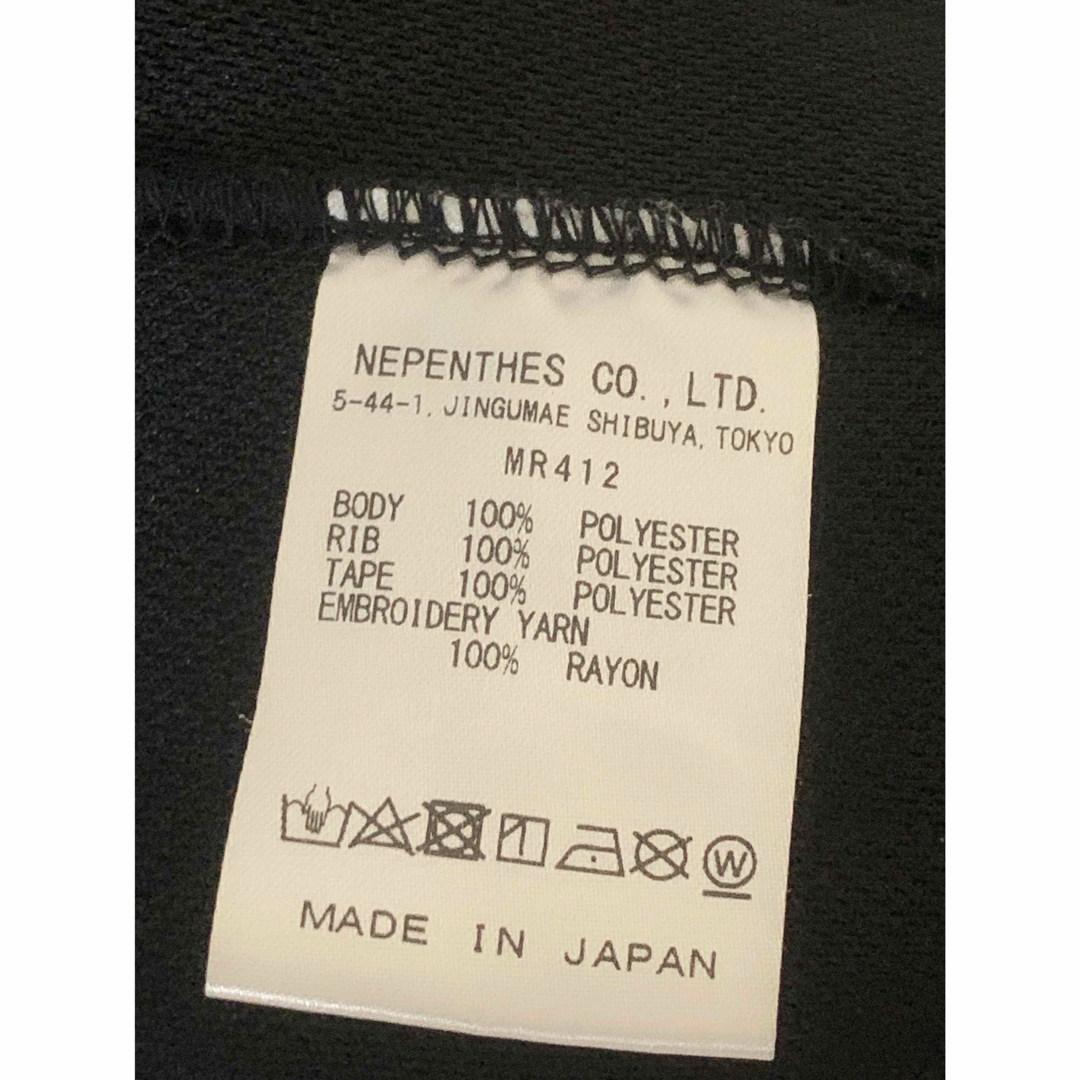 NEPENTHES CO.,LTD.
5-44-1, JINGUMAE SHIBUYA, TOKYO
MR412
BODY 100% POLYESTER
RIB 100% POLYESTER
TAPE 100% POLYESTER
EMBROIDERY YARN
100% RAYON
W
MADE IN JAPAN